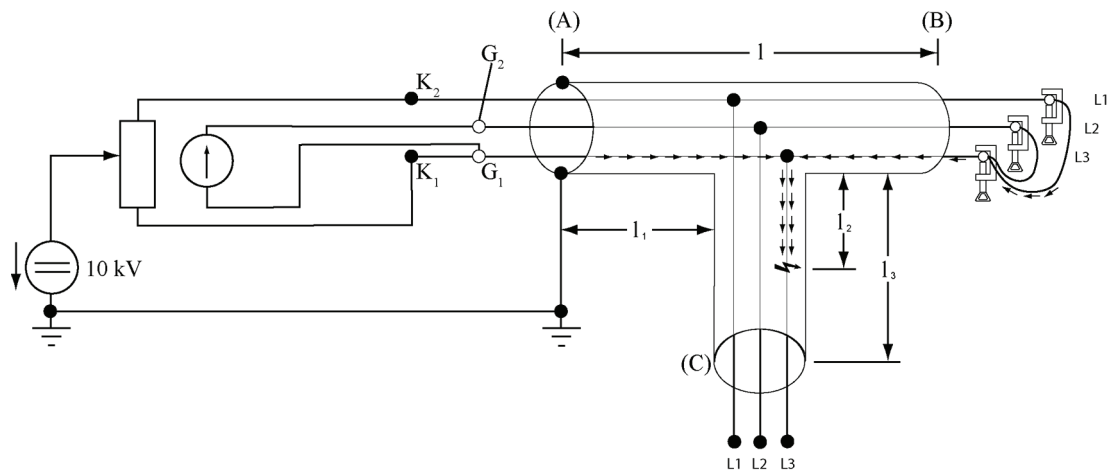 (A)
(B)
G₂
l
K₂
L1
L2
L3
K₁
G₁
l₁
l₂
l₃
10 kV
(C)
L1 L2 L3